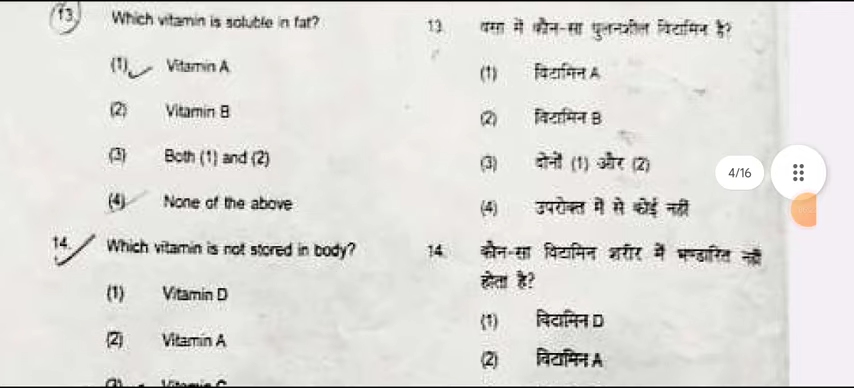 13. Which vitamin is soluble in fat?
(1) Vitamin A
(2) Vitamin B
(3) Both (1) and (2)
(4) None of the above
14. Which vitamin is not stored in body?
(1) Vitamin D
(2) Vitamin A
(3) Vitamin C
13. वसा में कौन-सा घुलनशील विटामिन है?
(1) विटामिन A
(2) विटामिन B
(3) दोनों (1) और (2)
(4) उपरोक्त में से कोई नहीं
14. कौन-सा विटामिन शरीर में भण्डारित नहीं
होता है?
(1) विटामिन D
(2) विटामिन A
4/16